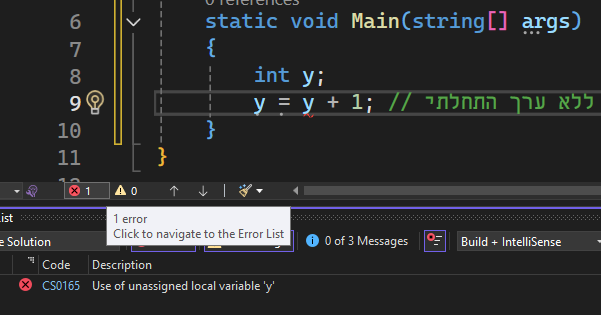 0 references
6 static void Main(string[] args)
7 {
8 int y;
9 y = y + 1; // ללא ערך התחלתי
10 }
11 }
1 0
1 error
Click to navigate to the Error List
List
Solution 0 of 3 Messages Build + IntelliSense
Code Description
CS0165 Use of unassigned local variable 'y'